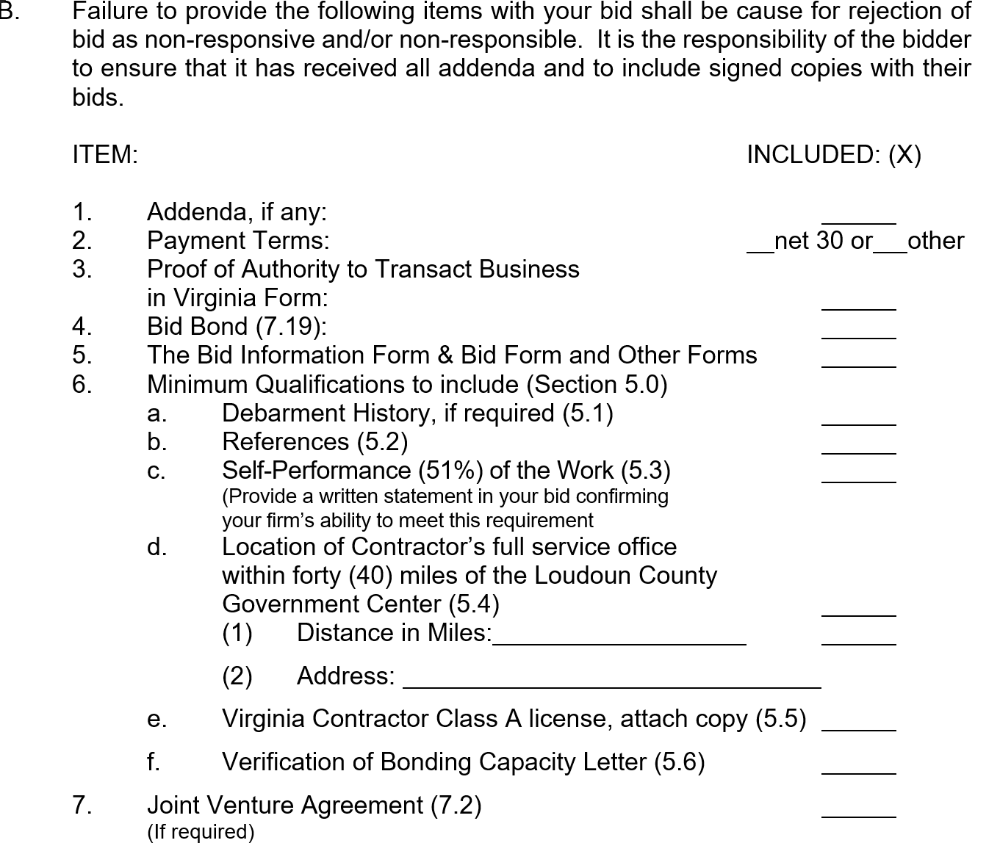 B. Failure to provide the following items with your bid shall be cause for rejection of
bid as non-responsive and/or non-responsible. It is the responsibility of the bidder
to ensure that it has received all addenda and to include signed copies with their
bids.
ITEM: INCLUDED: (X)
1. Addenda, if any: ______
2. Payment Terms: __net 30 or___other
3. Proof of Authority to Transact Business
in Virginia Form: ______
4. Bid Bond (7.19): ______
5. The Bid Information Form & Bid Form and Other Forms ______
6. Minimum Qualifications to include (Section 5.0)
a. Debarment History, if required (5.1) ______
b. References (5.2) ______
c. Self-Performance (51%) of the Work (5.3) ______
(Provide a written statement in your bid confirming
your firm’s ability to meet this requirement
d. Location of Contractor’s full service office
within forty (40) miles of the Loudoun County
Government Center (5.4) ______
(1) Distance in Miles:____________________ ______
(2) Address: ________________________________
e. Virginia Contractor Class A license, attach copy (5.5) ______
f. Verification of Bonding Capacity Letter (5.6) ______
7. Joint Venture Agreement (7.2) ______
(If required)